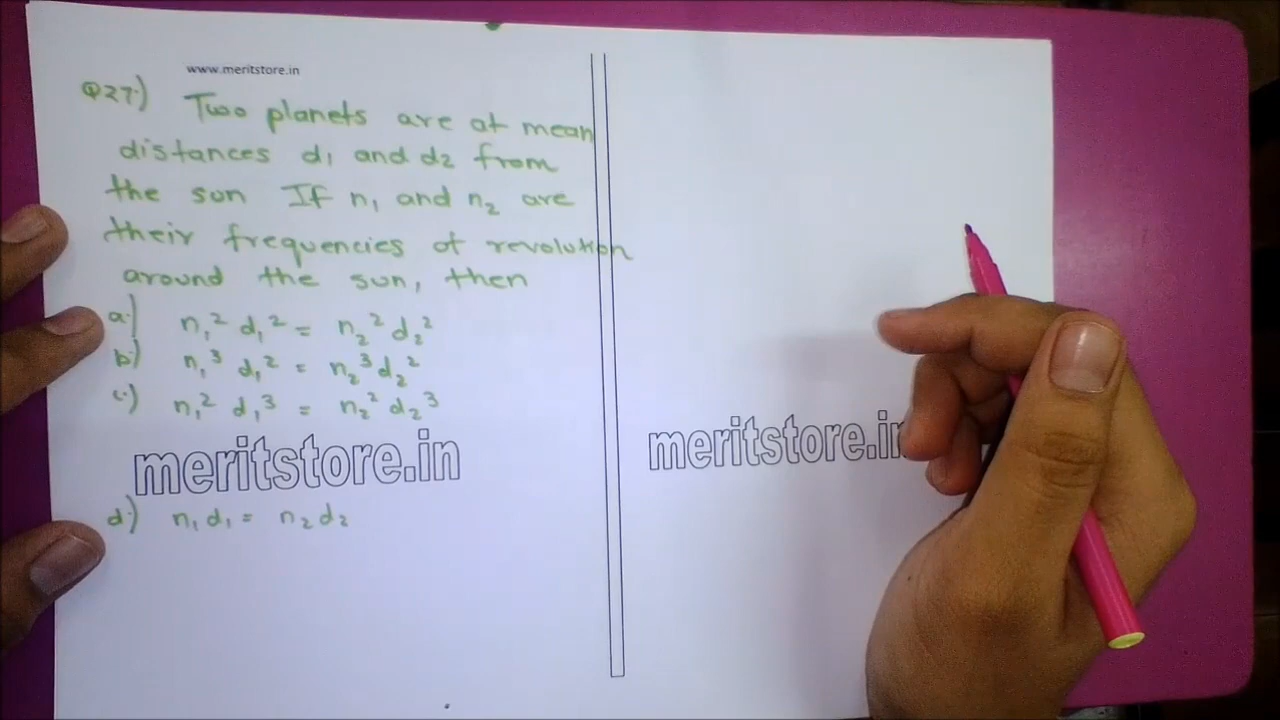 www.meritstore.in
Q27.) Two planets are at mean
distances d₁ and d₂ from
the sun If n₁ and n₂ are
their frequencies of revolution
around the sun, then
a.) n₁² d₁² = n₂² d₂²
b.) n₁³ d₁² = n₂³ d₂²
c.) n₁² d₁³ = n₂² d₂³
meritstore.in
d.) n₁ d₁ = n₂ d₂
meritstore.in